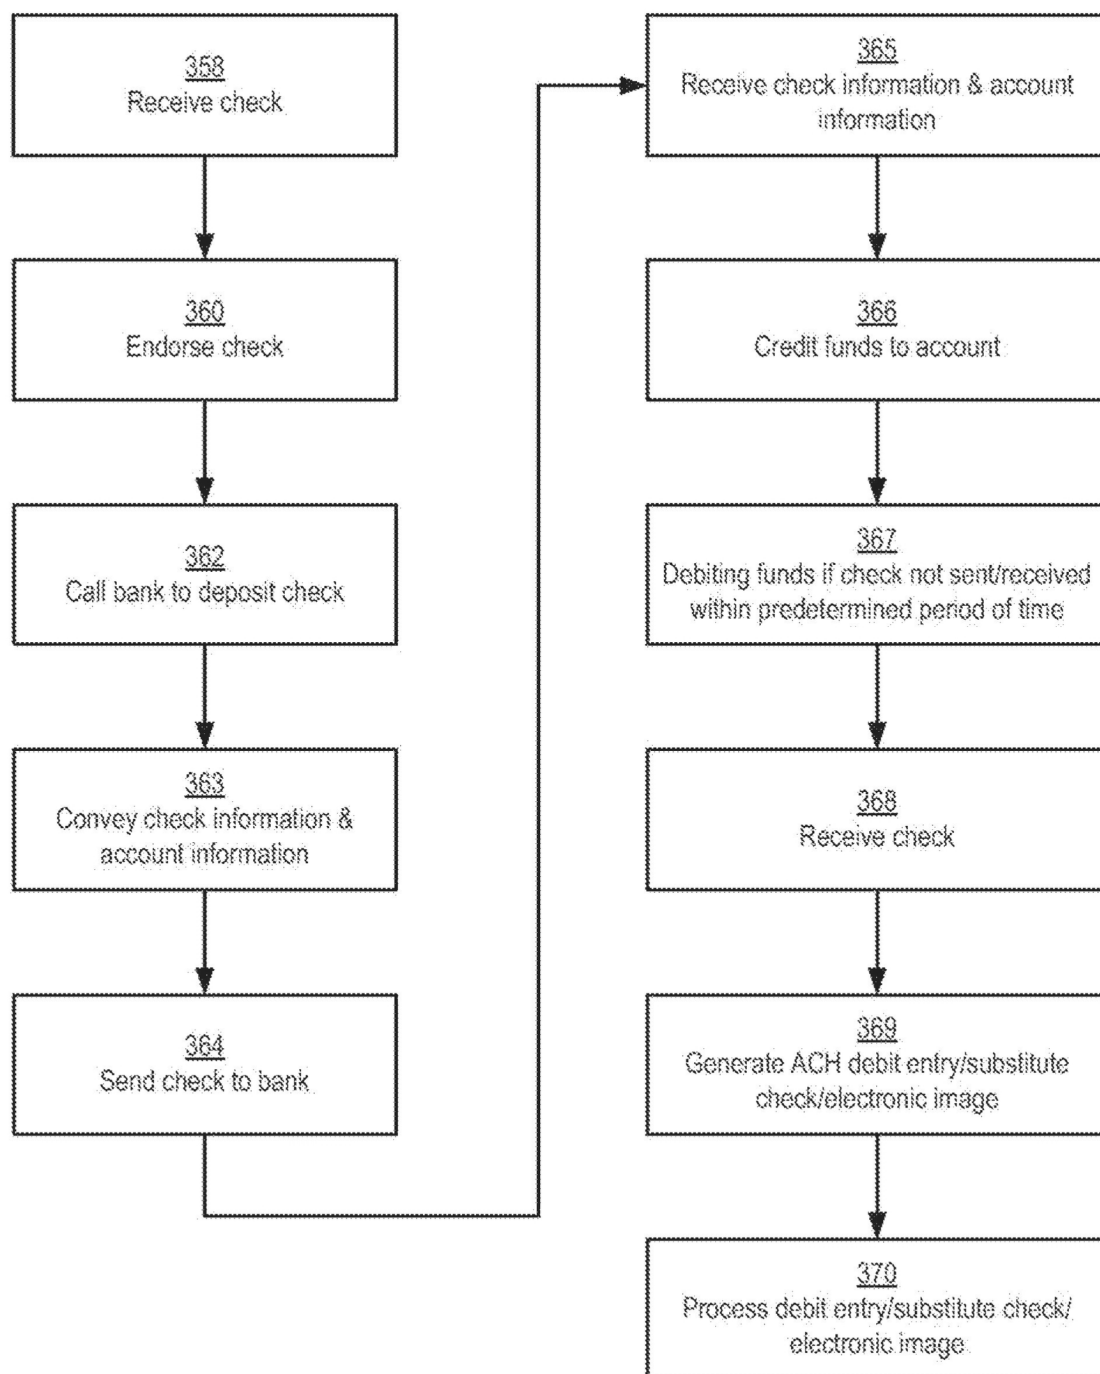 358
Receive check
360
Endorse check
362
Call bank to deposit check
363
Convey check information &
account information
364
Send check to bank
365
Receive check information & account
information
366
Credit funds to account
367
Debiting funds if check not sent/received
within predetermined period of time
368
Receive check
369
Generate ACH debit entry/substitute
check/electronic image
370
Process debit entry/substitute check/
electronic image